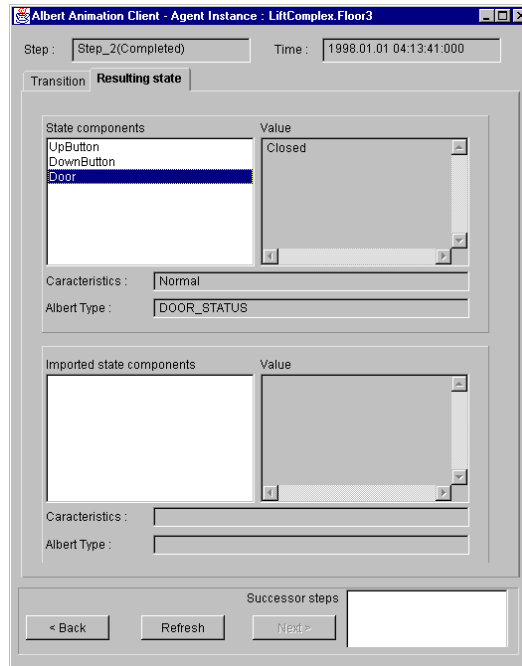 Albert Animation Client - Agent Instance : LiftComplex.Floor3
Step : Step_2(Completed) Time : 1998.01.01 04:13:41:000
Transition Resulting state
State components Value
UpButton Closed
DownButton
Door
Caracteristics : Normal
Albert Type : DOOR_STATUS
Imported state components Value
Caracteristics :
Albert Type :
Successor steps
< Back Refresh Next >